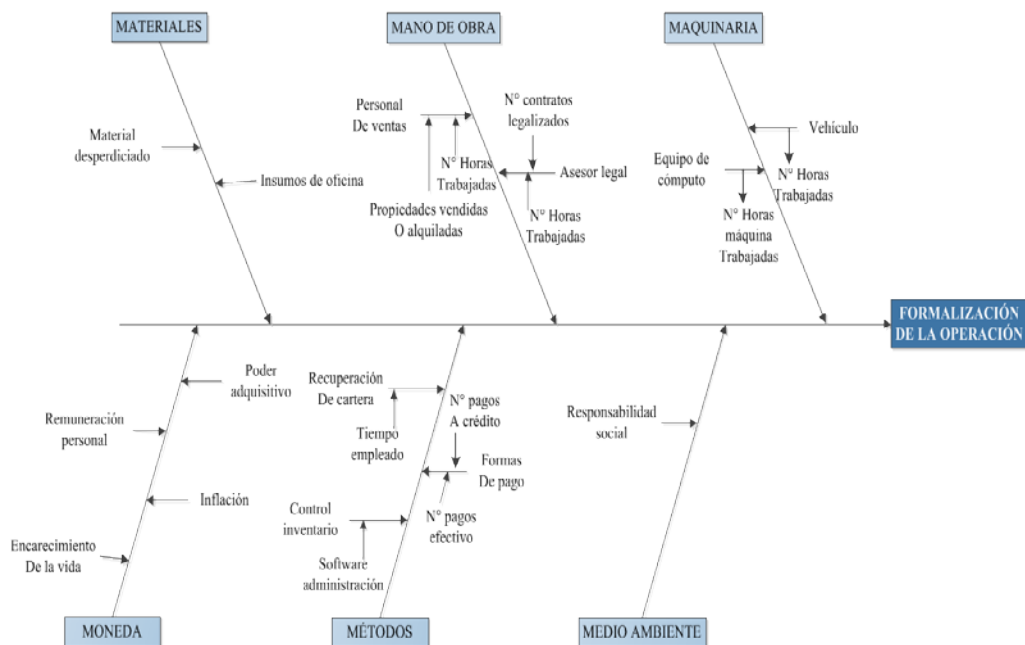 MATERIALES
MANO DE OBRA
MAQUINARIA
Material
desperdiciado
Insumos de oficina
Personal
De ventas
N° Horas
Trabajadas
Propiedades vendidas
O alquiladas
N° contratos
legalizados
Asesor legal
N° Horas
Trabajadas
Vehículo
N° Horas
Trabajadas
Equipo de
cómputo
N° Horas
máquina
Trabajadas
FORMALIZACIÓN
DE LA OPERACIÓN
Poder
adquisitivo
Remuneración
personal
Inflación
Encarecimiento
De la vida
Recuperación
De cartera
Tiempo
empleado
N° pagos
A crédito
Formas
De pago
N° pagos
efectivo
Control
inventario
Software
administración
Responsabilidad
social
MONEDA
MÉTODOS
MEDIO AMBIENTE